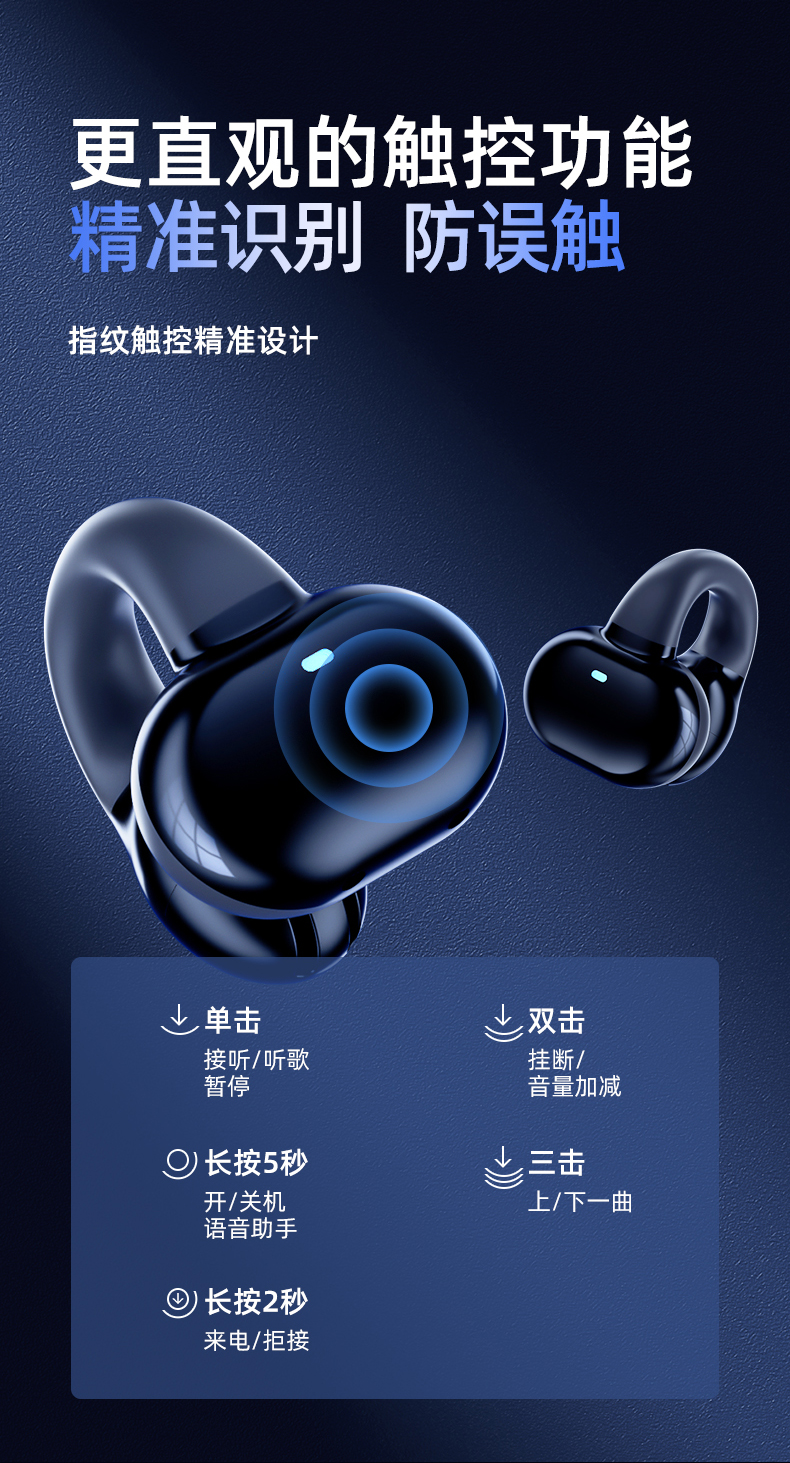 更直观的触控功能
精准识别 防误触
指纹触控精准设计
单击
接听/听歌
暂停
双击
挂断/
音量加减
长按5秒
开/关机
语音助手
三击
上/下一曲
长按2秒
来电/拒接